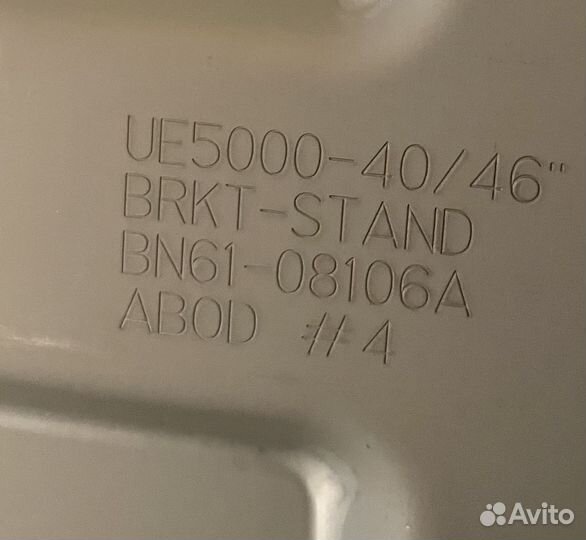 UE5000-40/46"
BRKT-STAND
BN61-08106A
ABOD #4
Avito